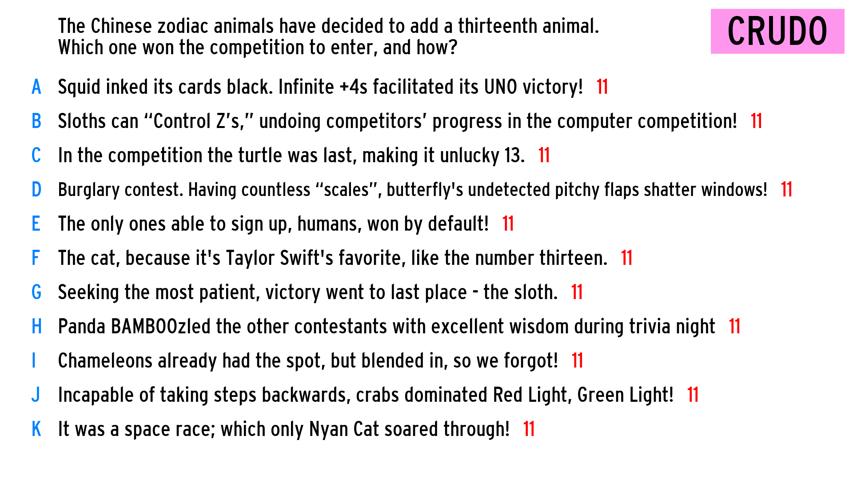 The Chinese zodiac animals have decided to add a thirteenth animal.
Which one won the competition to enter, and how?
CRUDO
A Squid inked its cards black. Infinite +4s facilitated its UNO victory! 11
B Sloths can “Control Z’s,” undoing competitors’ progress in the computer competition! 11
C In the competition the turtle was last, making it unlucky 13. 11
D Burglary contest. Having countless “scales”, butterfly's undetected pitchy flaps shatter windows! 11
E The only ones able to sign up, humans, won by default! 11
F The cat, because it's Taylor Swift's favorite, like the number thirteen. 11
G Seeking the most patient, victory went to last place - the sloth. 11
H Panda BAMBOOzled the other contestants with excellent wisdom during trivia night 11
I Chameleons already had the spot, but blended in, so we forgot! 11
J Incapable of taking steps backwards, crabs dominated Red Light, Green Light! 11
K It was a space race; which only Nyan Cat soared through! 11